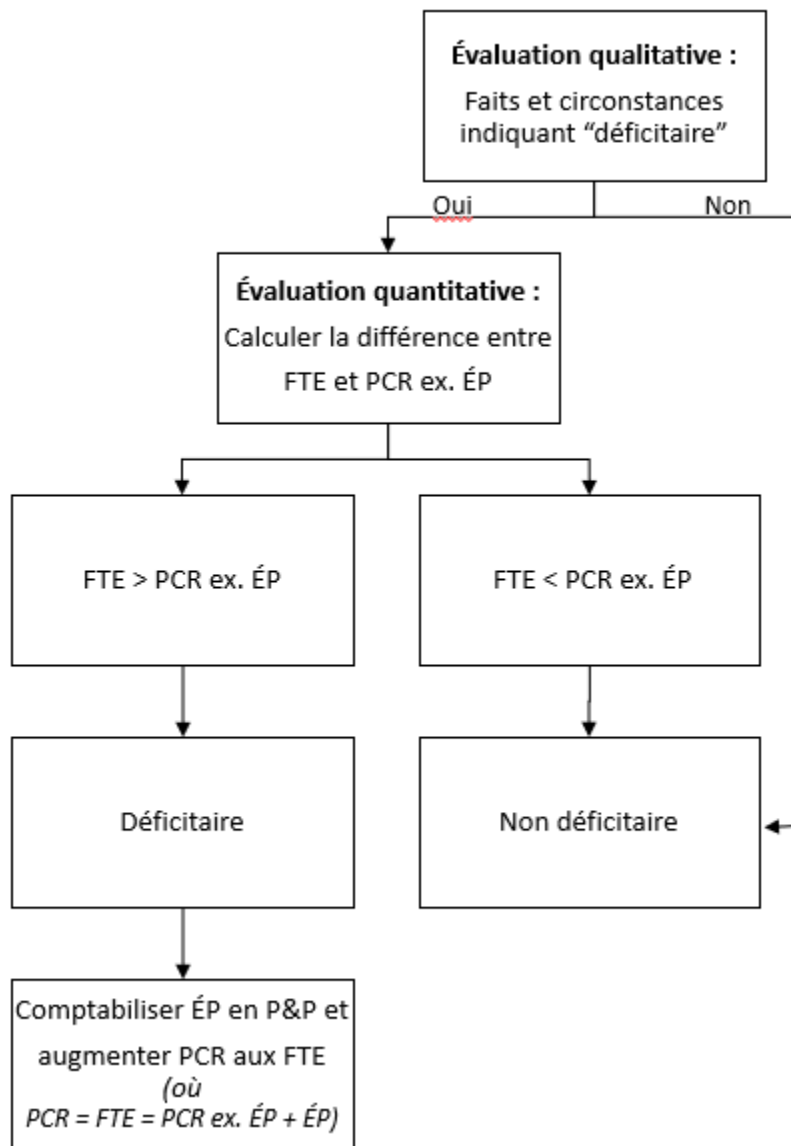 Évaluation qualitative :
Faits et circonstances
indiquant “déficitaire”
Oui
Non
Évaluation quantitative :
Calculer la différence entre
FTE et PCR ex. ÉP
FTE > PCR ex. ÉP
FTE < PCR ex. ÉP
Déficitaire
Non déficitaire
Comptabiliser ÉP en P&P et
augmenter PCR aux FTE
(où
PCR = FTE = PCR ex. ÉP + ÉP)